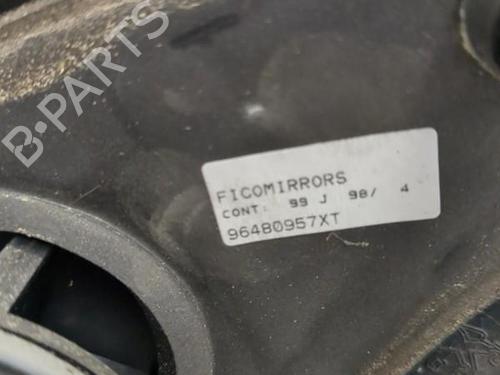 B-PARTS
FICOMIRRORS
CONT: 99 J 98/ 4
96480957XT